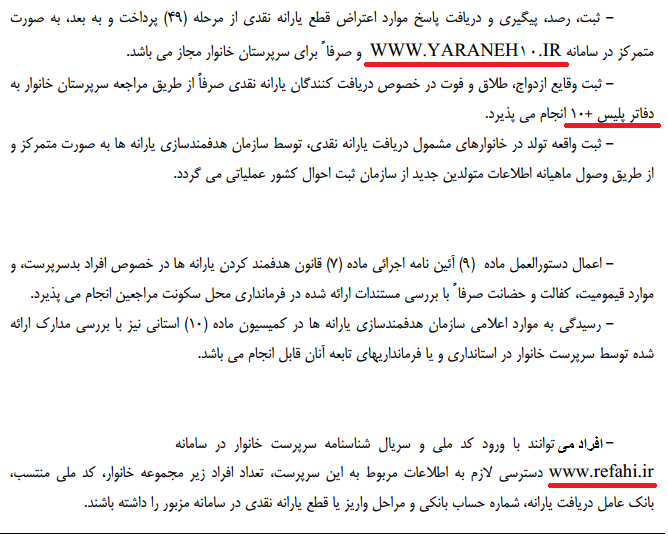 – ثبت، رصد، پیگیری و دریافت پاسخ موارد اعتراض قطع یارانه نقدی از مرحله (۴۹) پرداخت و به بعد، به صورت
متمرکز در سامانه WWW.YARANEH۱۰.IR و صرفاً برای سرپرستان خانوار مجاز می باشد.
– ثبت وقایع ازدواج، طلاق و فوت در خصوص دریافت کنندگان یارانه نقدی صرفاً از طریق مراجعه سرپرستان خانوار به
دفاتر پلیس +۱۰ انجام می پذیرد.
– ثبت واقعه تولد در خانوارهای مشمول دریافت یارانه نقدی، توسط سازمان هدفمندسازی یارانه ها به صورت متمرکز و
از طریق وصول ماهیانه اطلاعات متولدین جدید از سازمان ثبت احوال کشور عملیاتی می گردد.
– اعمال دستورالعمل ماده (۹) آئین نامه اجرائی ماده (۷) قانون هدفمند کردن یارانه ها در خصوص افراد بدسرپرست، و
موارد قیمومیت، کفالت و حضانت صرفاً با بررسی مستندات ارائه شده در فرمانداری محل سکونت مراجعین انجام می پذیرد.
– رسیدگی به موارد اعلامی سازمان هدفمندسازی یارانه ها در کمیسیون ماده (۱۰) استانی نیز با بررسی مدارک ارائه
شده توسط سرپرست خانوار در استانداری و یا فرمانداریهای تابعه آنان قابل انجام می باشد.
– افراد می توانند با ورود کد ملی و سریال شناسنامه سرپرست خانوار در سامانه
www.refahi.ir دسترسی لازم به اطلاعات مربوط به این سرپرست، تعداد افراد زیر مجموعه خانوار، کد ملی منتسب،
بانک عامل دریافت یارانه، شماره حساب بانکی و مراحل واریز یا قطع یارانه نقدی در سامانه مزبور را داشته باشند.